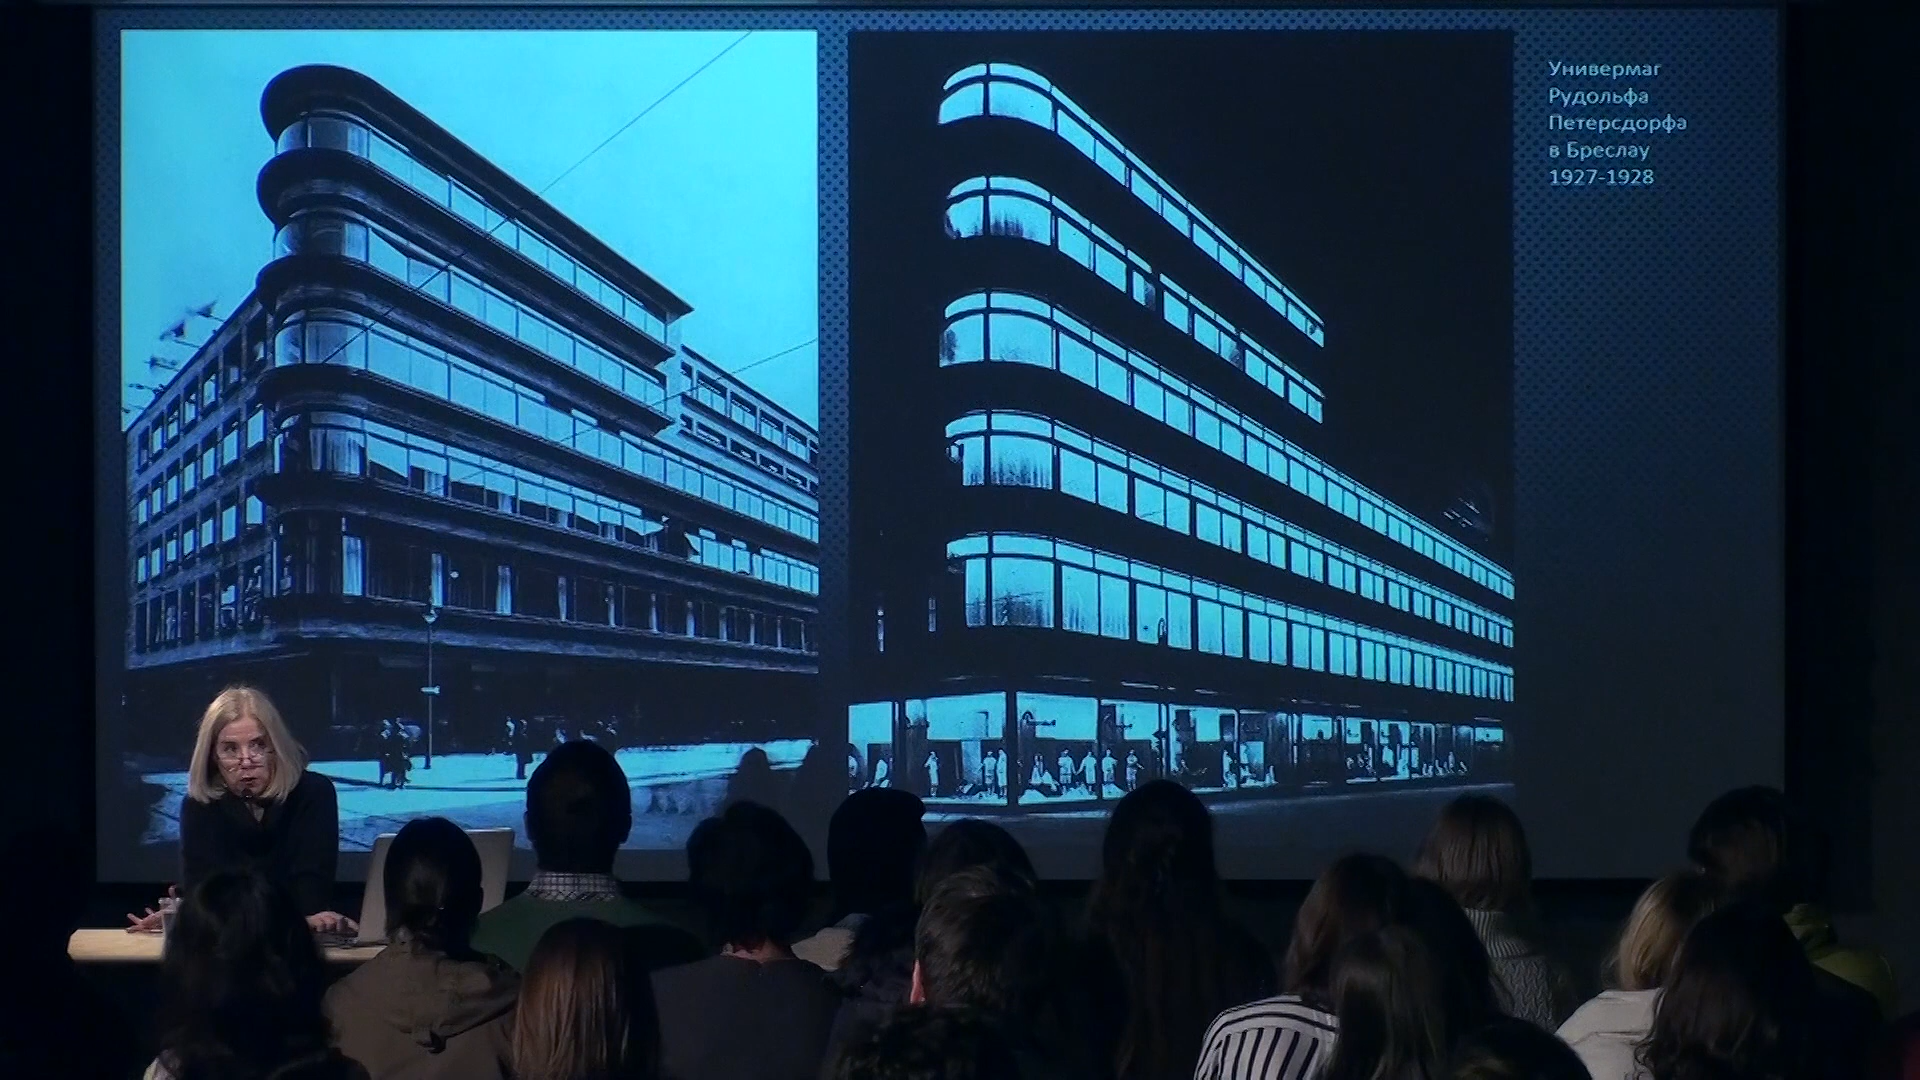 Универмаг
Рудольфа
Петерсдорфа
в Бреслау
1927-1928